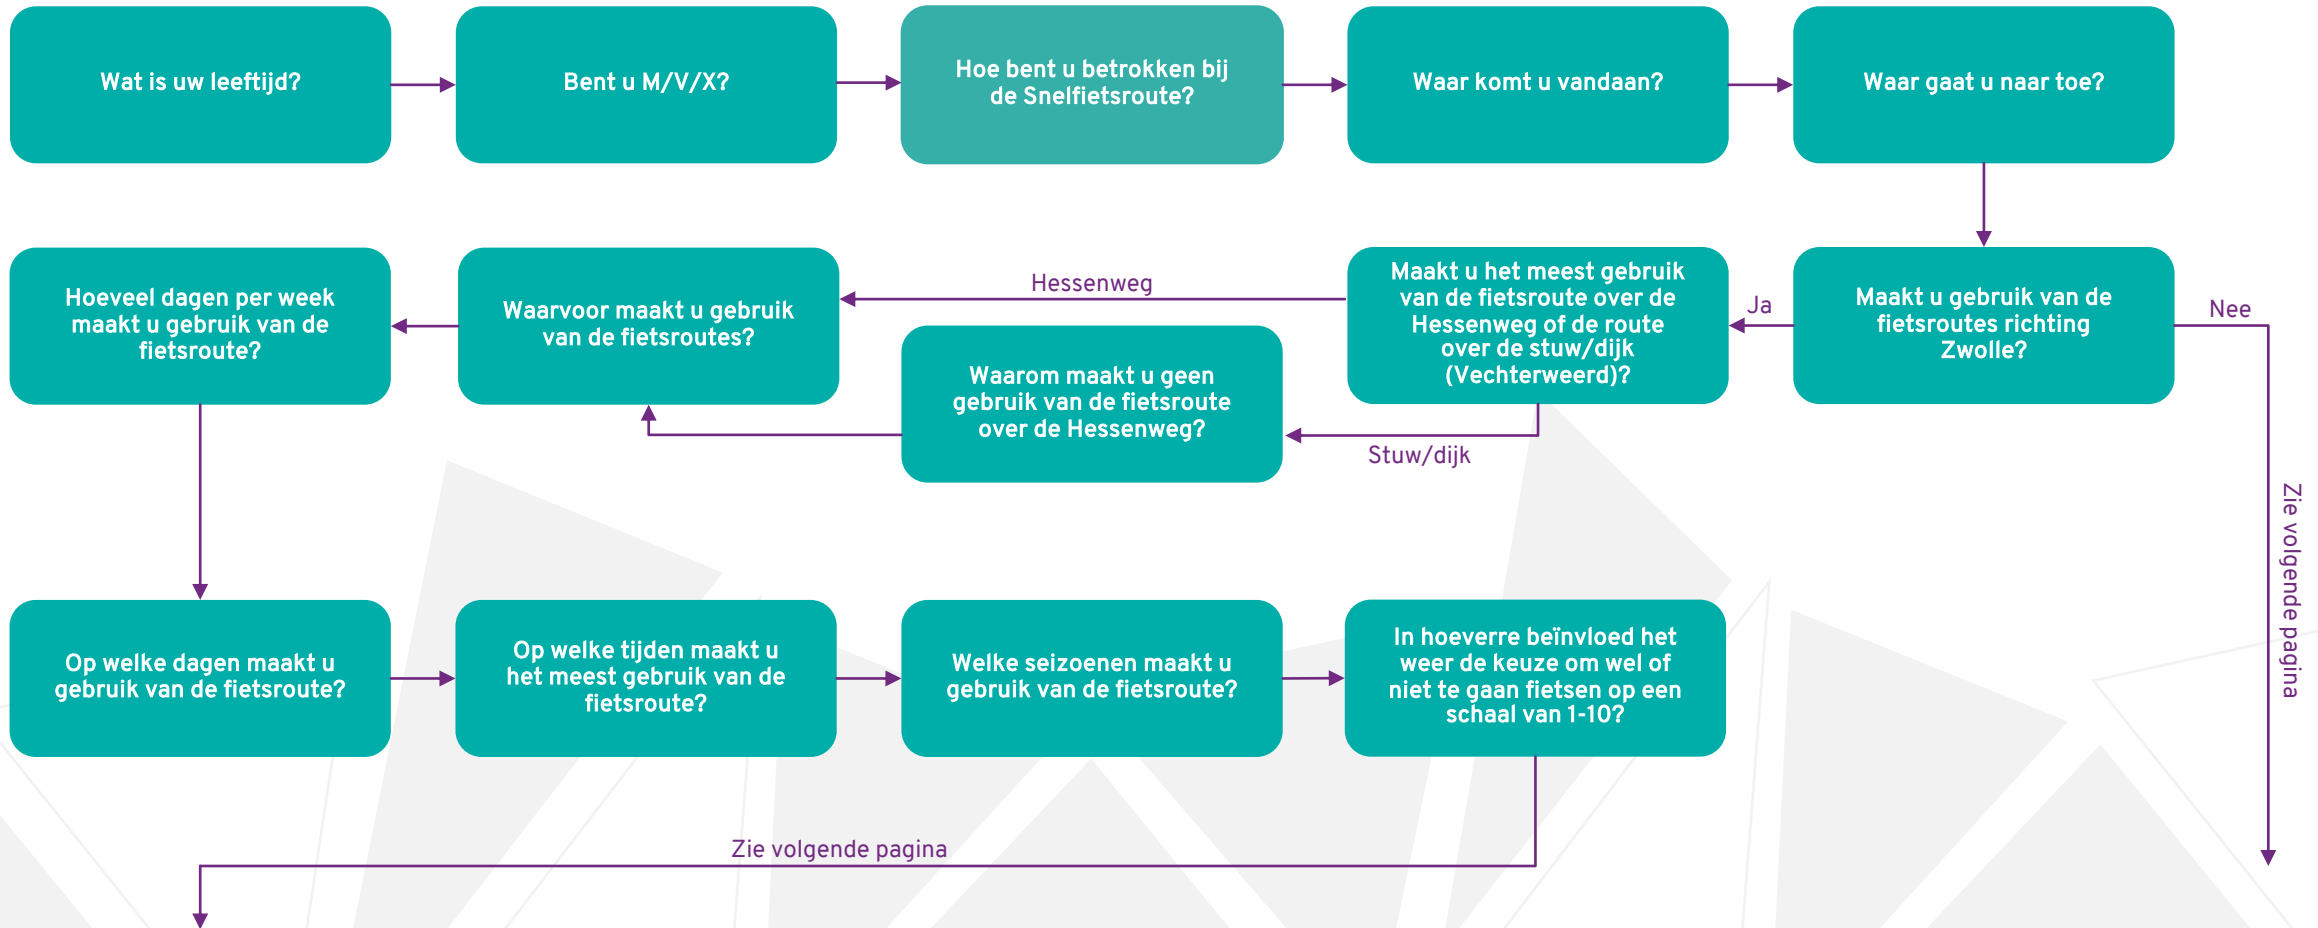 Wat is uw leeftijd?
Bent u M/V/X?
Hoe bent u betrokken bij
de Snelfietsroute?
Waar komt u vandaan?
Waar gaat u naar toe?
Maakt u gebruik van de
fietsroutes richting
Zwolle?
Ja
Nee
Zie volgende pagina
Maakt u het meest gebruik
van de fietsroute over de
Hessenweg of de route
over de stuw/dijk
(Vechterweerd)?
Hessenweg
Stuw/dijk
Waarom maakt u geen
gebruik van de fietsroute
over de Hessenweg?
Waarvoor maakt u gebruik
van de fietsroutes?
Hoeveel dagen per week
maakt u gebruik van de
fietsroute?
Op welke dagen maakt u
gebruik van de fietsroute?
Op welke tijden maakt u
het meest gebruik van de
fietsroute?
Welke seizoenen maakt u
gebruik van de fietsroute?
In hoeverre beïnvloed het
weer de keuze om wel of
niet te gaan fietsen op een
schaal van 1-10?
Zie volgende pagina